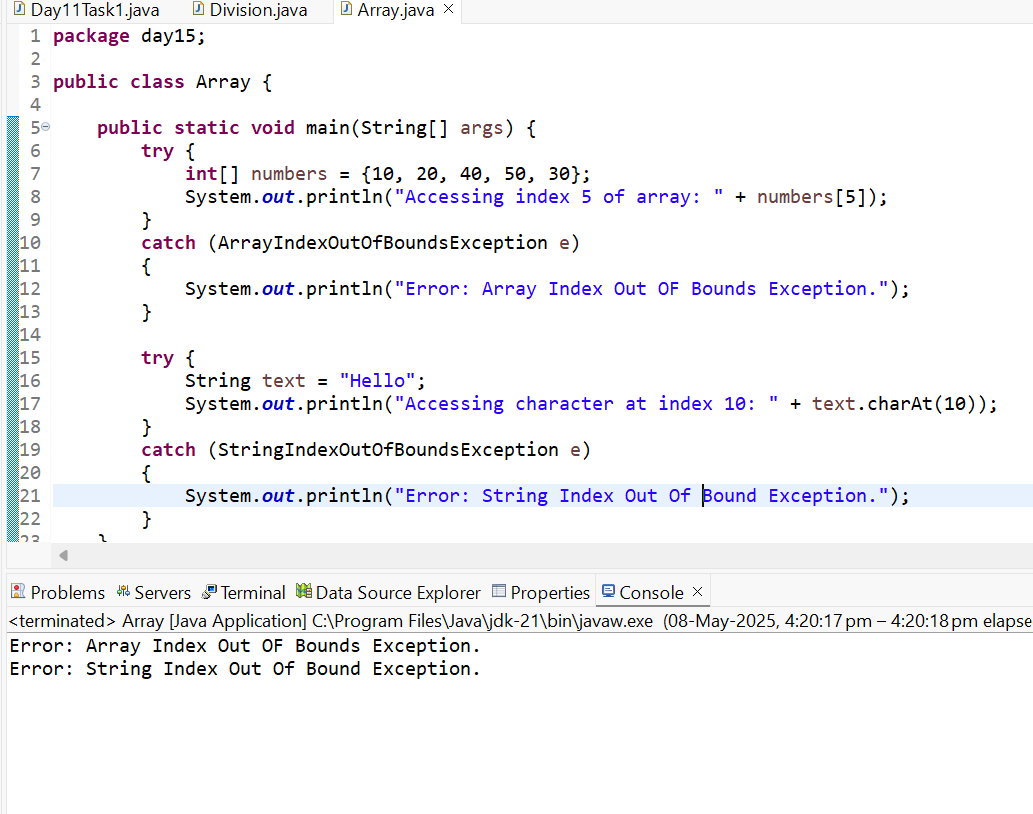 Day11Task1.java Division.java Array.java
1 package day15;
2
3 public class Array {
4
5 public static void main(String[] args) {
6 try {
7 int[] numbers = {10, 20, 40, 50, 30};
8 System.out.println("Accessing index 5 of array: " + numbers[5]);
9 }
10 catch (ArrayIndexOutOfBoundsException e)
11 {
12 System.out.println("Error: Array Index Out OF Bounds Exception.");
13 }
14
15 try {
16 String text = "Hello";
17 System.out.println("Accessing character at index 10: " + text.charAt(10));
18 }
19 catch (StringIndexOutOfBoundsException e)
20 {
21 System.out.println("Error: String Index Out Of Bound Exception.");
22 }
23 }
Problems Servers Terminal Data Source Explorer Properties Console
<terminated> Array [Java Application] C:\Program Files\Java\jdk-21\bin\javaw.exe (08-May-2025, 4:20:17 pm – 4:20:18 pm elapse
Error: Array Index Out OF Bounds Exception.
Error: String Index Out Of Bound Exception.